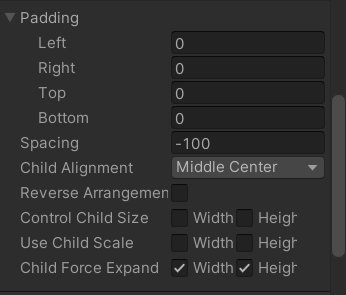 Padding
Left 0
Right 0
Top 0
Bottom 0
Spacing -100
Child Alignment Middle Center
Reverse Arrangemen
Control Child Size Width Heigh
Use Child Scale Width Heigh
Child Force Expand Width Heigh